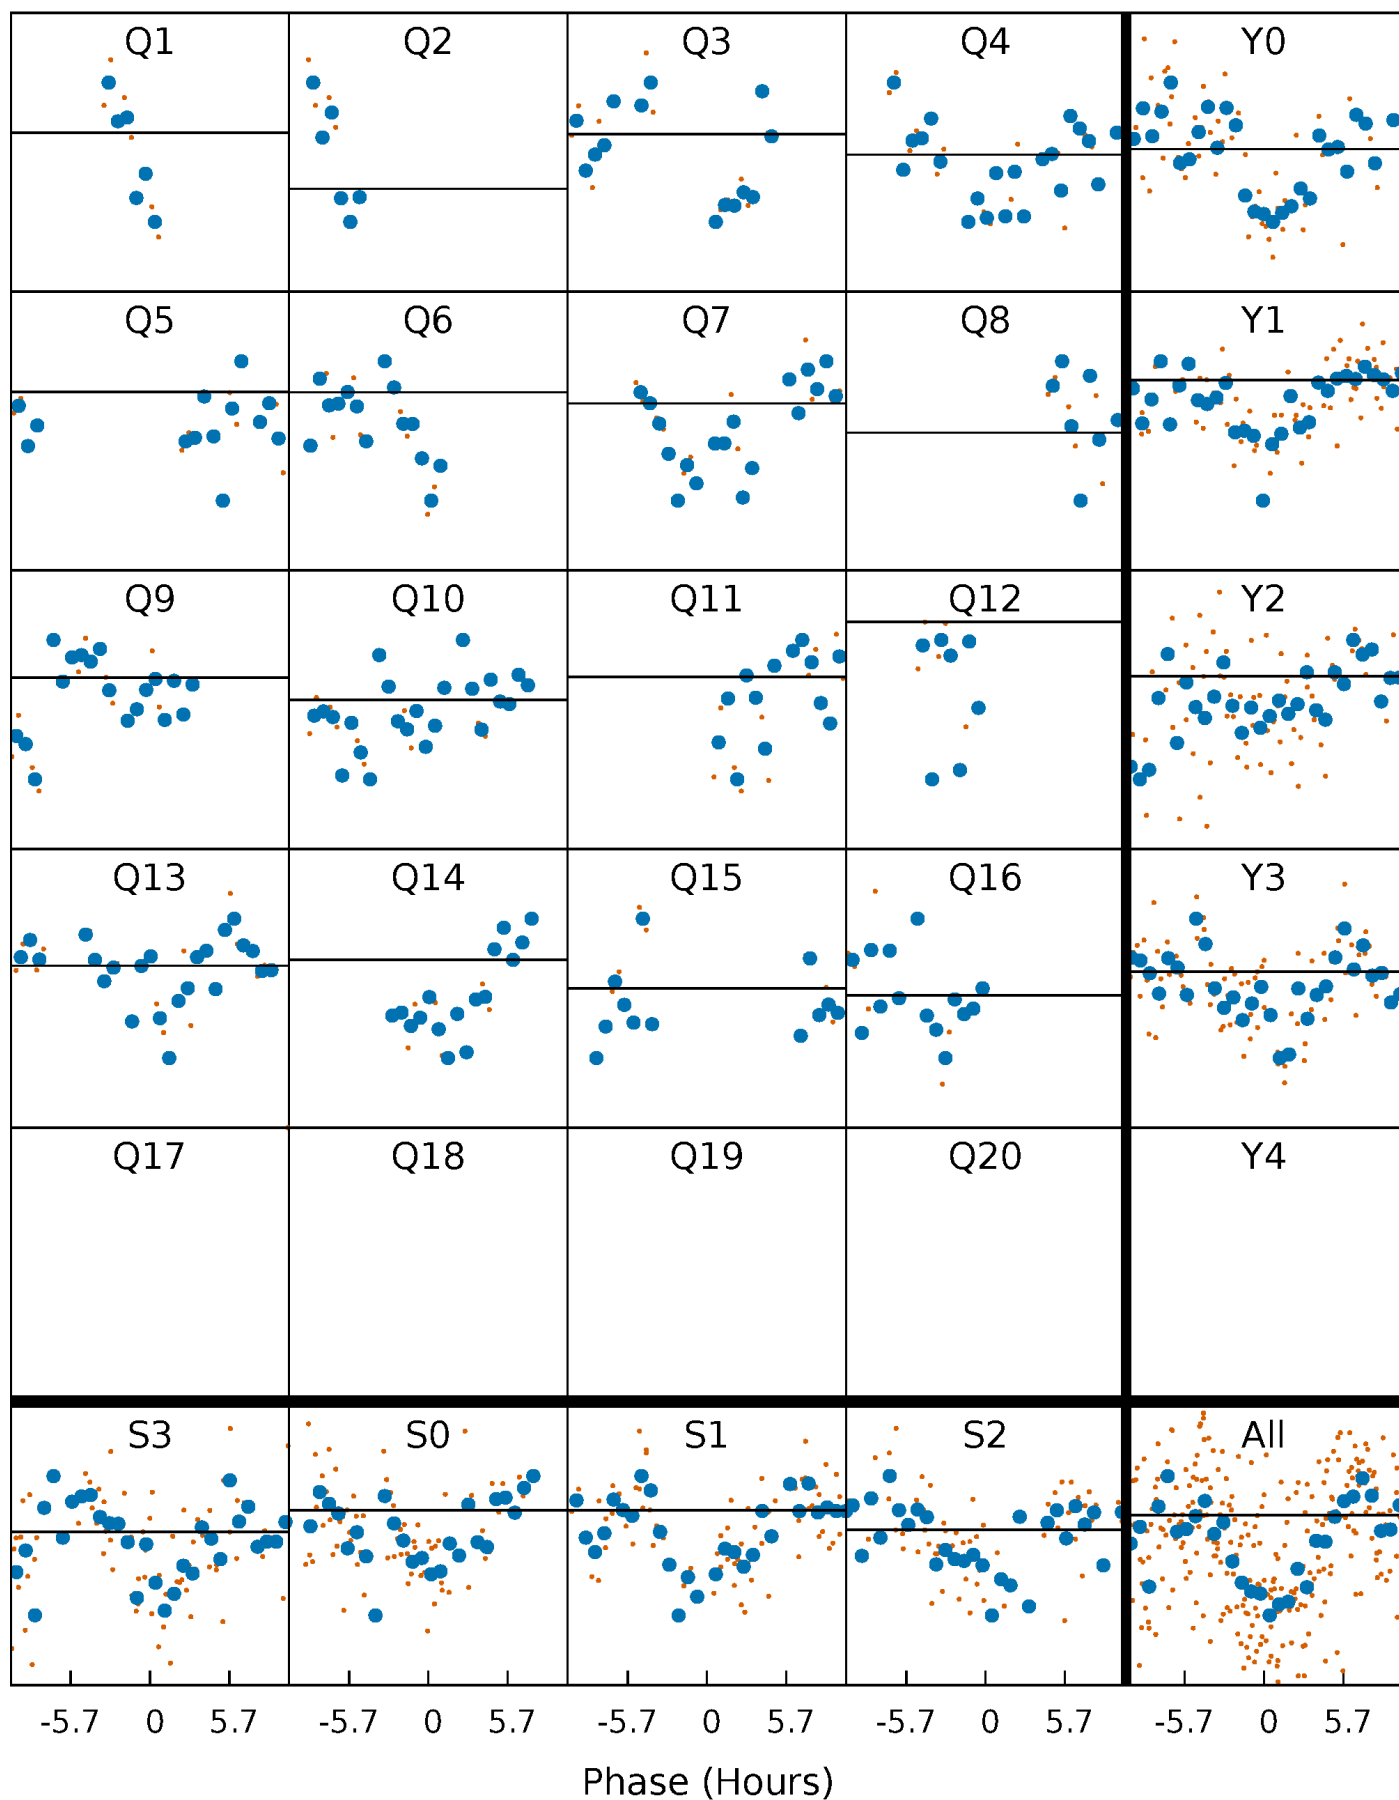 Q1 Q2 Q3 Q4 Y0
Q5 Q6 Q7 Q8 Y1
Q9 Q10 Q11 Q12 Y2
Q13 Q14 Q15 Q16 Y3
Q17 Q18 Q19 Q20 Y4
S3 S0 S1 S2 All
-5.7 0 5.7 -5.7 0 5.7 -5.7 0 5.7 -5.7 0 5.7 -5.7 0 5.7
Phase (Hours)